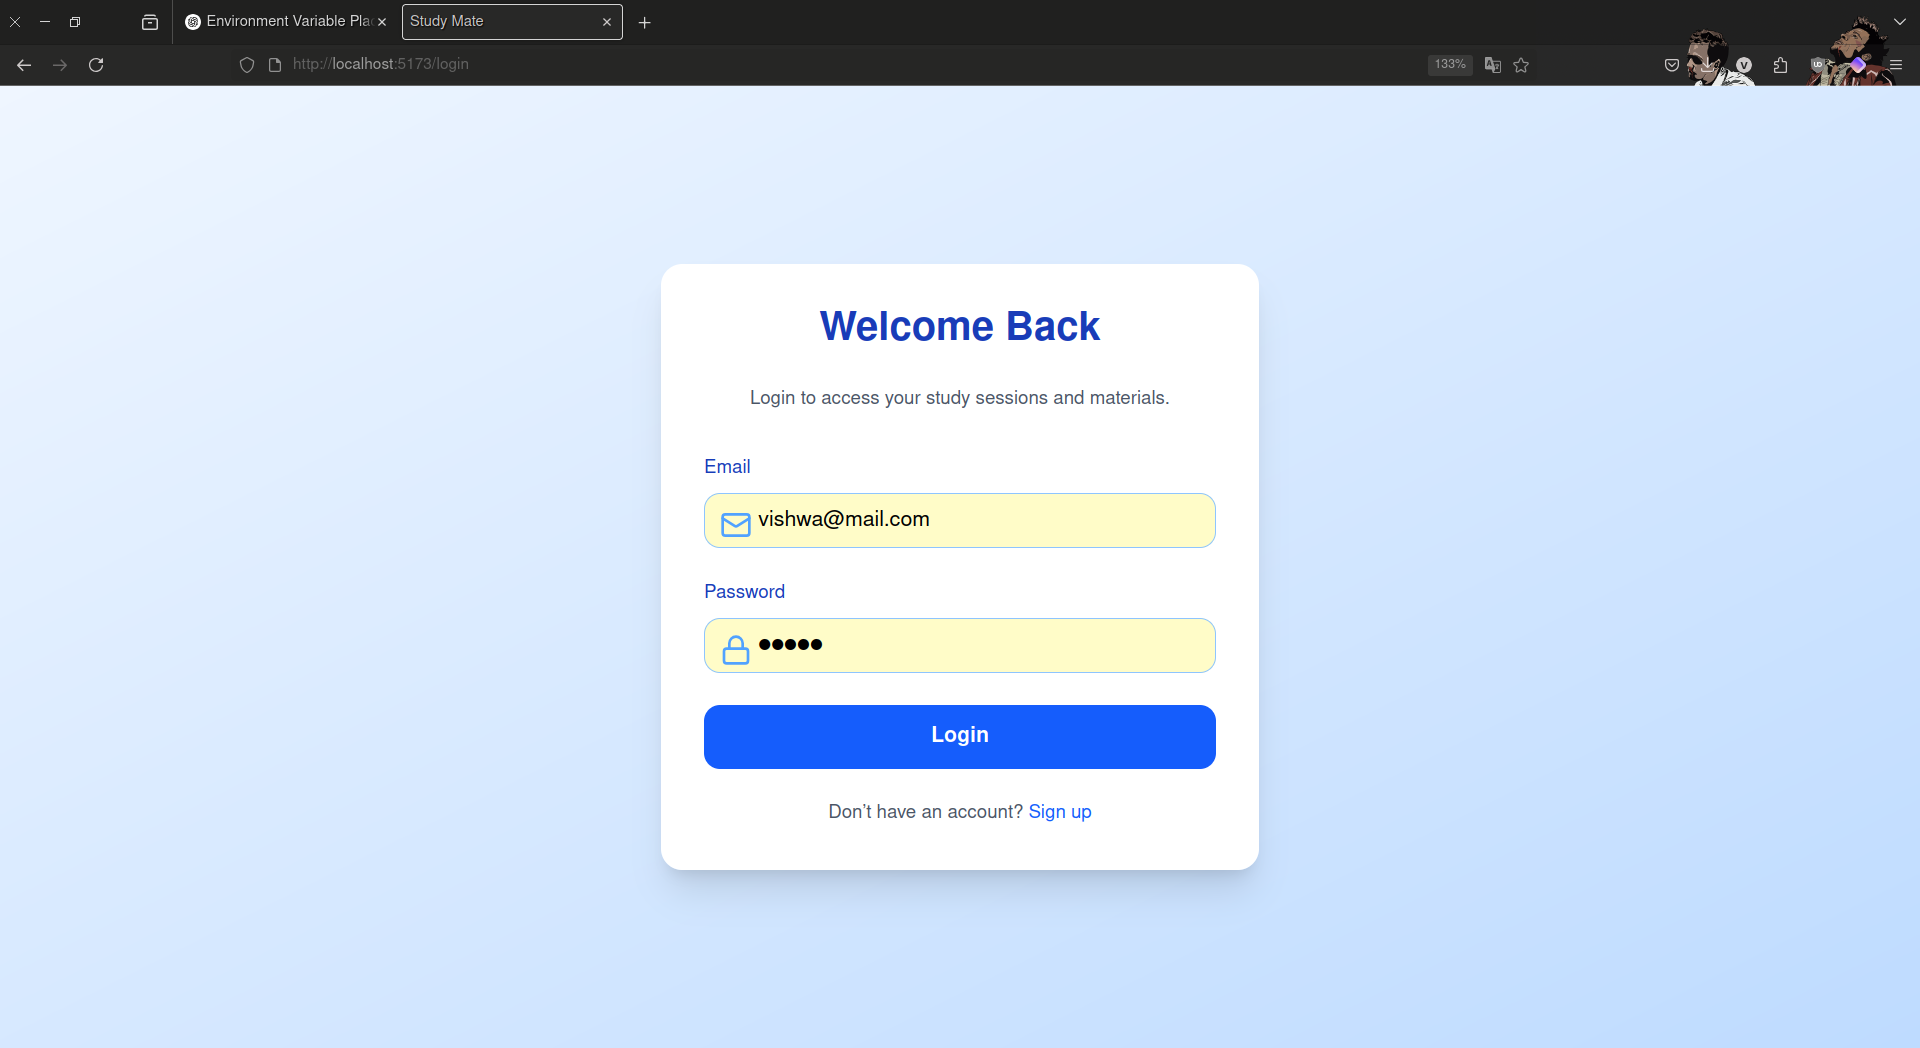 Environment Variable Pla
Study Mate
http://localhost:5173/login
133%
Welcome Back
Login to access your study sessions and materials.
Email
vishwa@mail.com
Password
Login
Don't have an account? Sign up